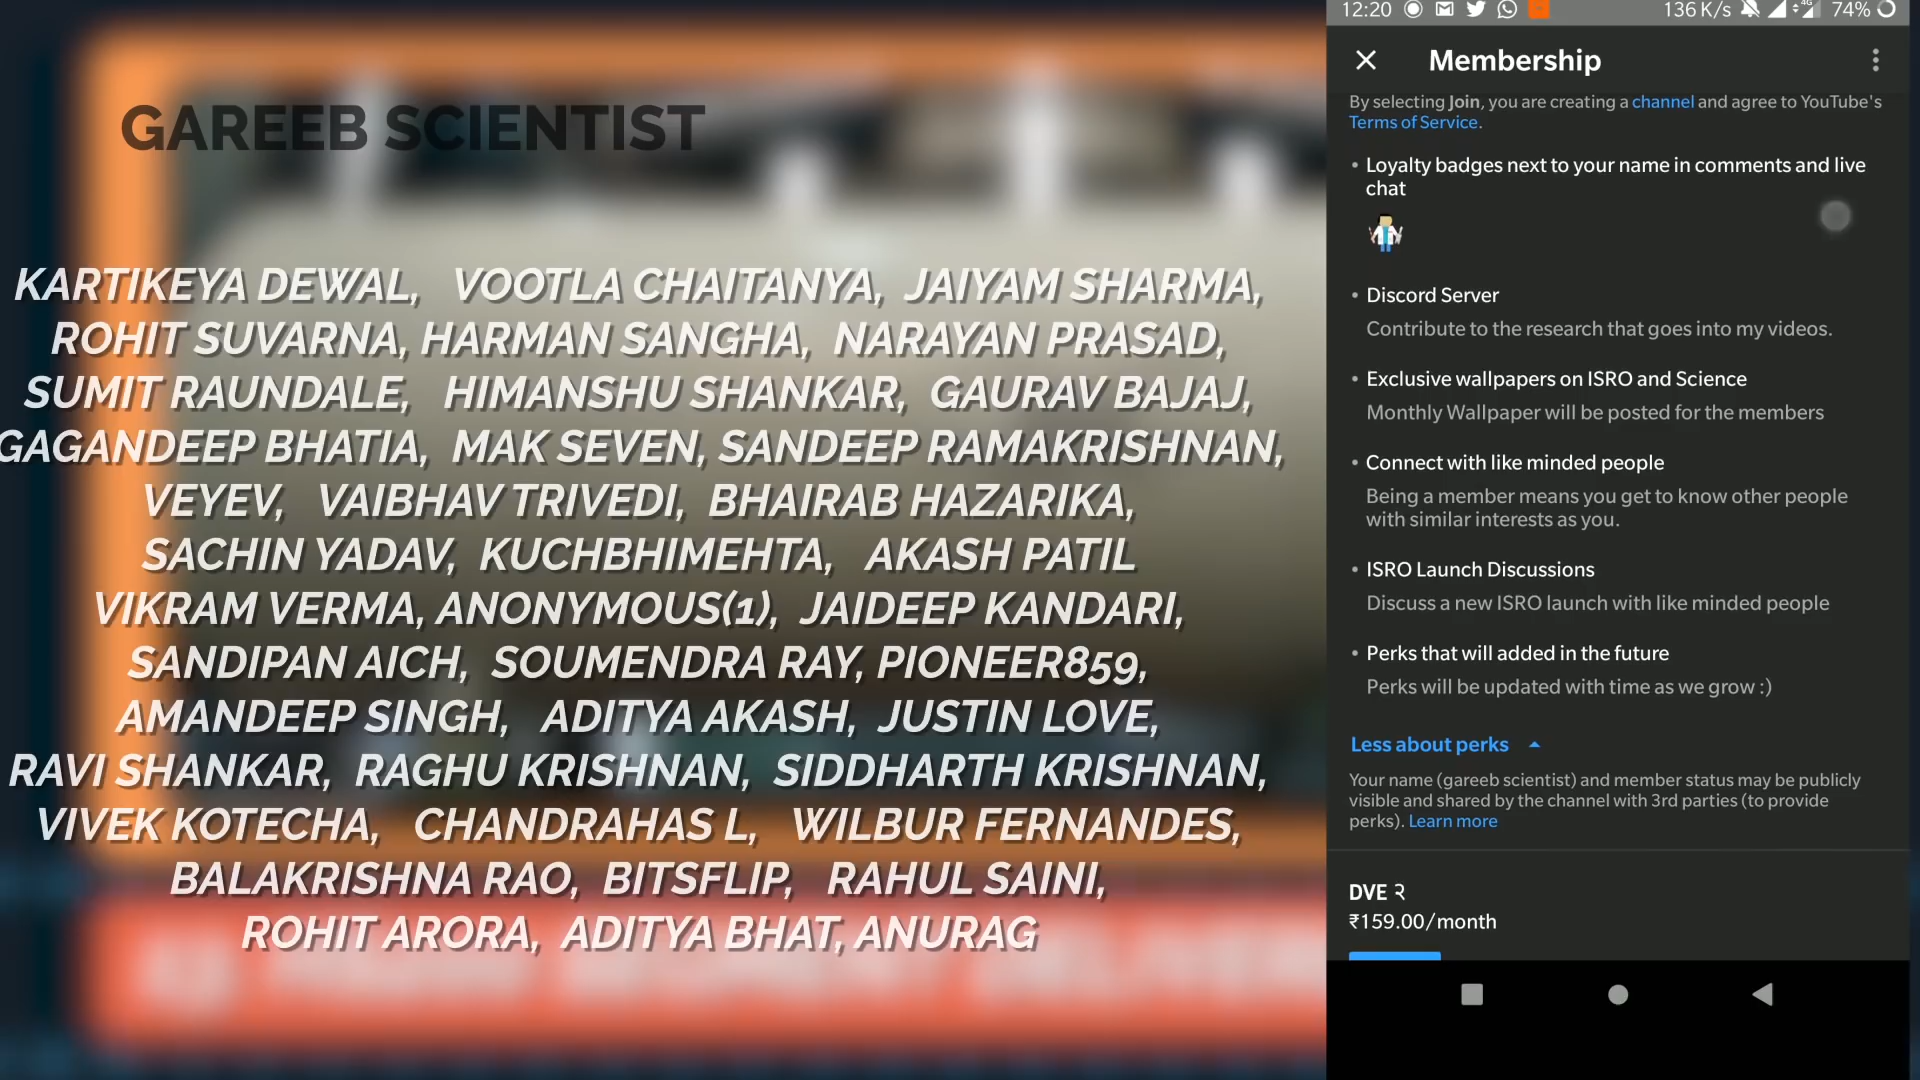 GAREEB SCIENTIST
KARTIKEYA DEWAL, VOOTLA CHAITANYA, JAIYAM SHARMA,
ROHIT SUVARNA, HARMAN SANGHA, NARAYAN PRASAD,
SUMIT RAUNDALE, HIMANSHU SHANKAR, GAURAV BAJAJ,
GAGANDEEP BHATIA, MAK SEVEN, SANDEEP RAMAKRISHNAN,
VEYEV, VAIBHAV TRIVEDI, BHAIRAB HAZARIKA,
SACHIN YADAV, KUCHBHIMEHTA, AKASH PATIL
VIKRAM VERMA, ANONYMOUS(1), JAIDEEP KANDARI,
SANDIPAN AICH, SOUMENDRA RAY, PIONEER859,
AMANDEEP SINGH, ADITYA AKASH, JUSTIN LOVE,
RAVI SHANKAR, RAGHU KRISHNAN, SIDDHARTH KRISHNAN,
VIVEK KOTECHA, CHANDRAHAS L, WILBUR FERNANDES,
BALAKRISHNA RAO, BITSFLIP, RAHUL SAINI,
ROHIT ARORA, ADITYA BHAT, ANURAG
12:20 136 K/s 4G 74%
Membership
By selecting Join, you are creating a channel and agree to YouTube's
Terms of Service.
• Loyalty badges next to your name in comments and live
chat
• Discord Server
Contribute to the research that goes into my videos.
• Exclusive wallpapers on ISRO and Science
Monthly Wallpaper will be posted for the members
• Connect with like minded people
Being a member means you get to know other people
with similar interests as you.
• ISRO Launch Discussions
Discuss a new ISRO launch with like minded people
• Perks that will added in the future
Perks will be updated with time as we grow :)
Less about perks
Your name (gareeb scientist) and member status may be publicly
visible and shared by the channel with 3rd parties (to provide
perks). Learn more
DVE २
₹159.00/month